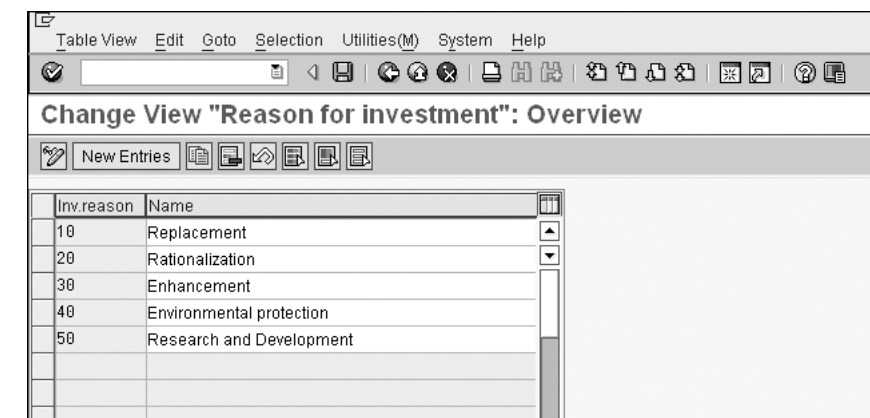 Table View Edit Goto Selection Utilities(M) System Help
Change View "Reason for investment": Overview
New Entries
Inv.reason Name
10 Replacement
20 Rationalization
30 Enhancement
40 Environmental protection
50 Research and Development